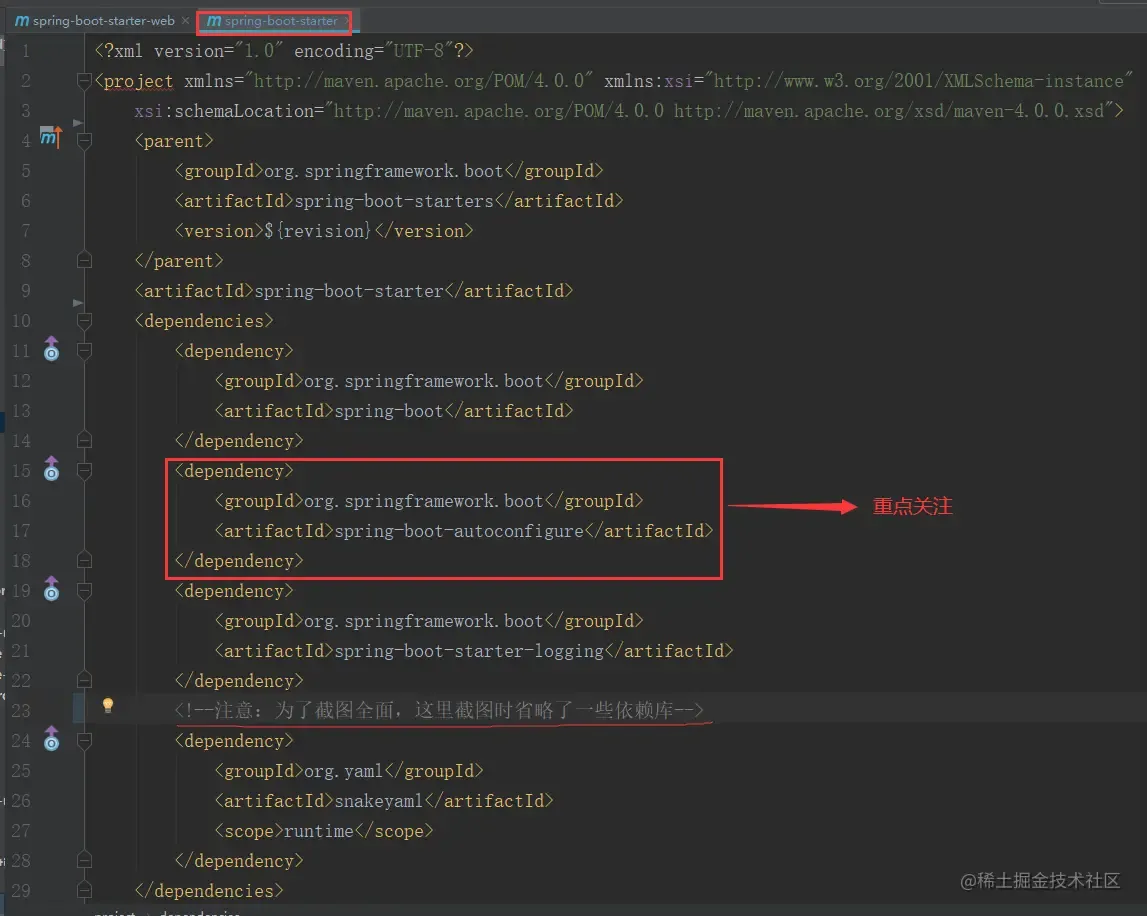 spring-boot-starter-web
spring-boot-starter
1 <?xml version="1.0" encoding="UTF-8"?>
2 <project xmlns="http://maven.apache.org/POM/4.0.0" xmlns:xsi="http://www.w3.org/2001/XMLSchema-instance"
3 xsi:schemaLocation="http://maven.apache.org/POM/4.0.0 http://maven.apache.org/xsd/maven-4.0.0.xsd">
4 <parent>
5 <groupId>org.springframework.boot</groupId>
6 <artifactId>spring-boot-starters</artifactId>
7 <version>${revision}</version>
8 </parent>
9 <artifactId>spring-boot-starter</artifactId>
10 <dependencies>
11 <dependency>
12 <groupId>org.springframework.boot</groupId>
13 <artifactId>spring-boot</artifactId>
14 </dependency>
15 <dependency>
16 <groupId>org.springframework.boot</groupId>
重点关注
17 <artifactId>spring-boot-autoconfigure</artifactId>
18 </dependency>
19 <dependency>
20 <groupId>org.springframework.boot</groupId>
21 <artifactId>spring-boot-starter-logging</artifactId>
22 </dependency>
23 <!--注意：为了截图全面，这里截图时省略了一些依赖库-->
24 <dependency>
25 <groupId>org.yaml</groupId>
26 <artifactId>snakeyaml</artifactId>
27 <scope>runtime</scope>
28 </dependency>
29 </dependencies>
@稀土掘金技术社区